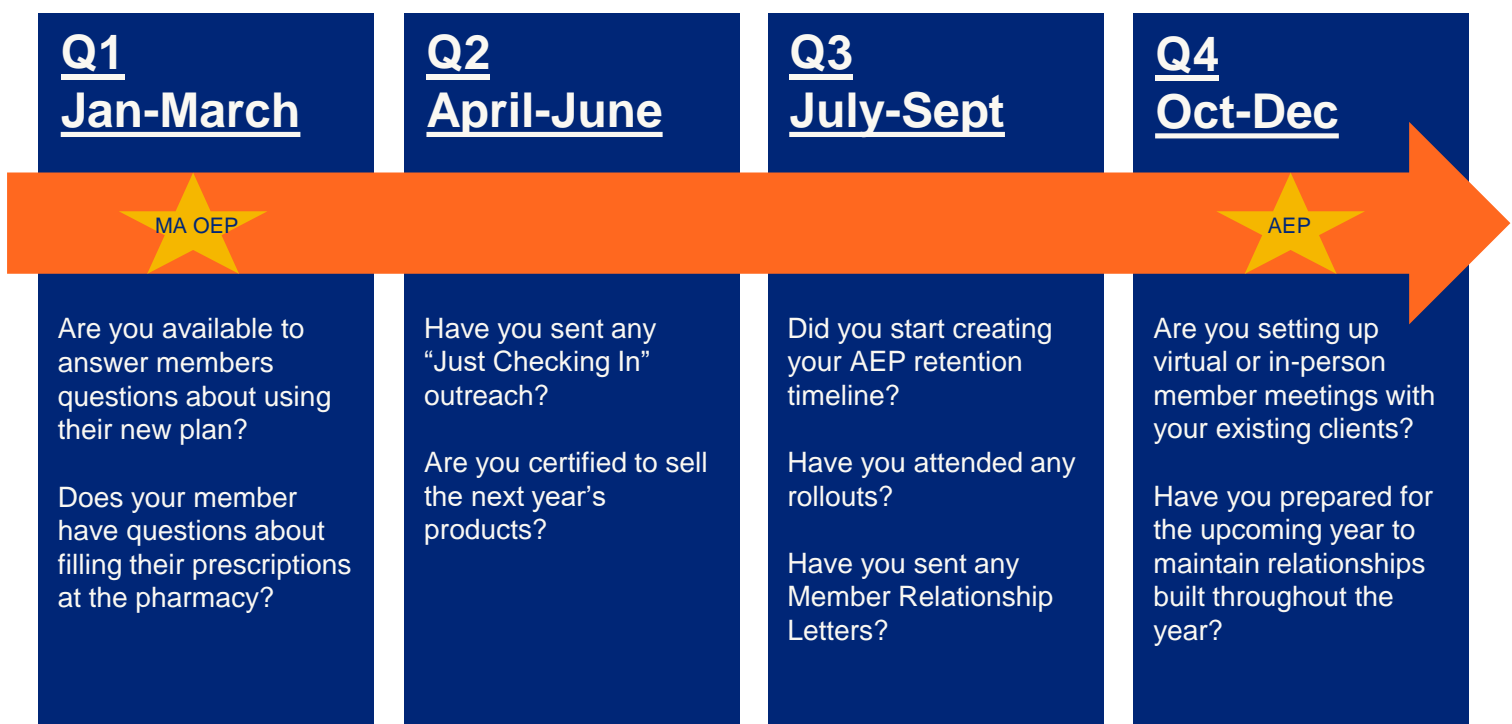 Q1
Jan-March
MA OEP
Are you available to
answer members
questions about using
their new plan?
Does your member
have questions about
filling their prescriptions
at the pharmacy?
Q2
April-June
Have you sent any
“Just Checking In”
outreach?
Are you certified to sell
the next year’s
products?
Q3
July-Sept
Did you start creating
your AEP retention
timeline?
Have you attended any
rollouts?
Have you sent any
Member Relationship
Letters?
Q4
Oct-Dec
AEP
Are you setting up
virtual or in-person
member meetings with
your existing clients?
Have you prepared for
the upcoming year to
maintain relationships
built throughout the
year?